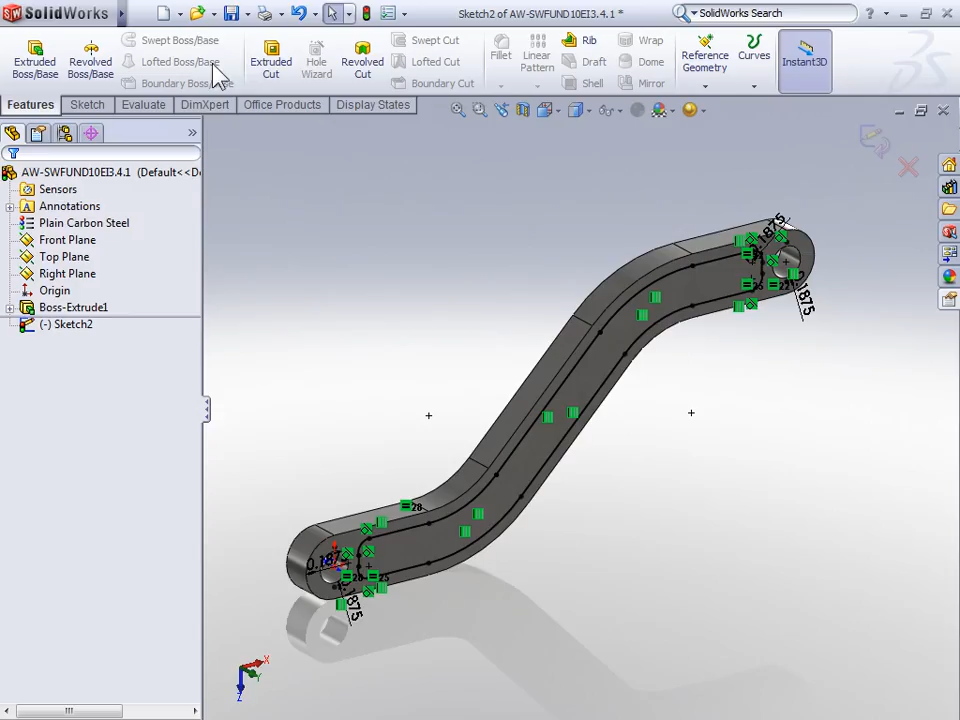 SolidWorks
Sketch2 of AW-SWFUND10EI3.4.1 *
SolidWorks Search
Extruded Boss/Base
Revolved Boss/Base
Swept Boss/Base
Lofted Boss/Base
Boundary
Extruded Cut
Hole Wizard
Revolved Cut
Swept Cut
Lofted Cut
Boundary Cut
Fillet
Linear Pattern
Rib
Draft
Shell
Wrap
Dome
Mirror
Reference Geometry
Curves
Instant3D
Features
Sketch
Evaluate
DimXpert
Office Products
Display States
AW-SWFUND10EI3.4.1 (Default<<D
Sensors
Annotations
Plain Carbon Steel
Front Plane
Top Plane
Right Plane
Origin
Boss-Extrude1
(-) Sketch2
28
25
X
Y
Z